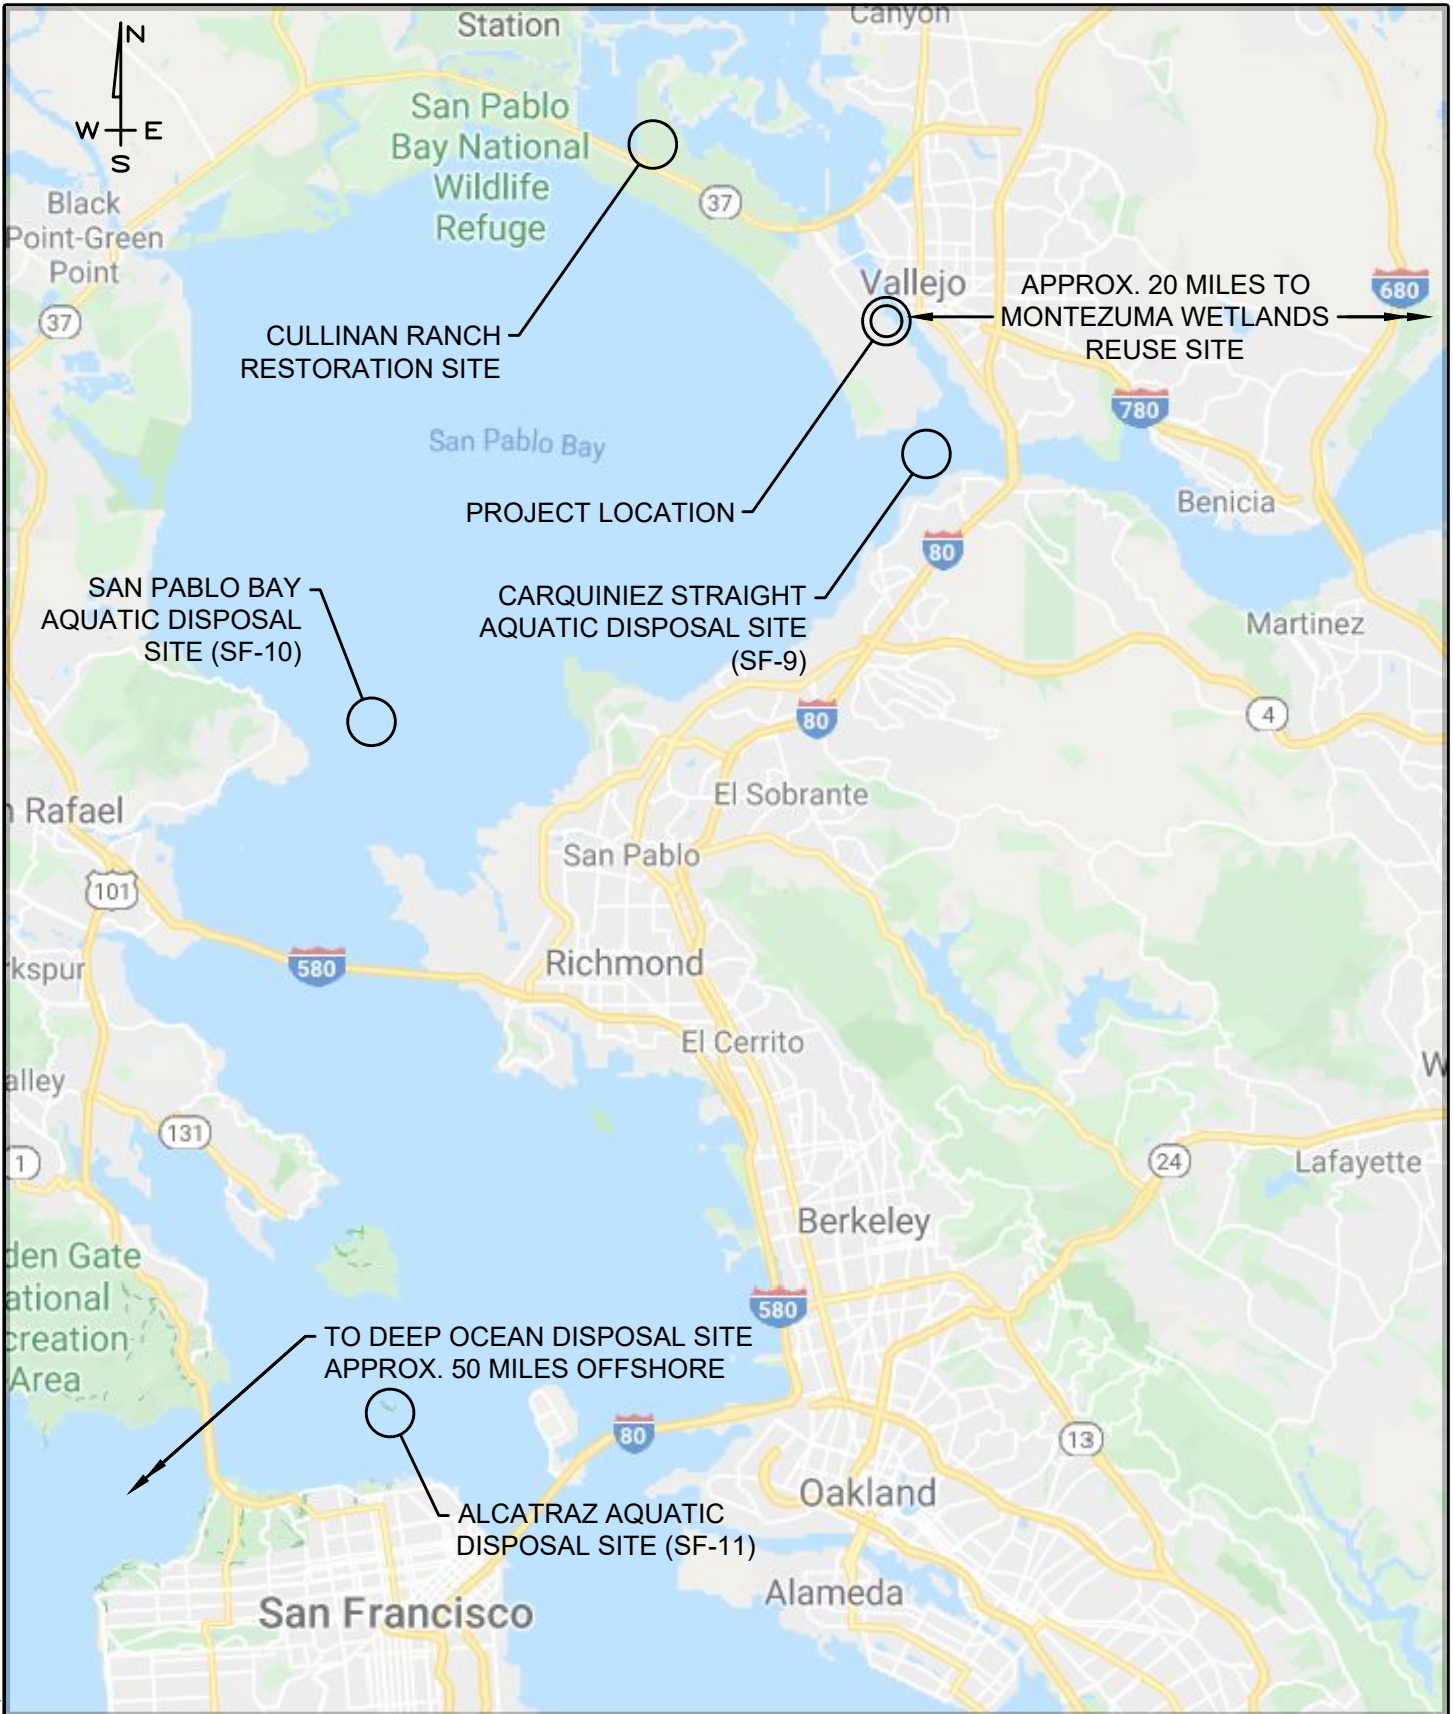 Station
Canyon
N
W E
S
San Pablo
Bay National
Wildlife
Refuge
37
Black
Point-Green
Point
37
Vallejo
APPROX. 20 MILES TO
MONTEZUMA WETLANDS
REUSE SITE
680
CULLINAN RANCH
RESTORATION SITE
780
San Pablo Bay
PROJECT LOCATION
Benicia
80
SAN PABLO BAY
AQUATIC DISPOSAL
SITE (SF-10)
CARQUINIEZ STRAIGHT
AQUATIC DISPOSAL SITE
(SF-9)
Martinez
80
4
El Sobrante
n Rafael
San Pablo
101
rkspur
580
Richmond
El Cerrito
alley
W
131
1
24
Lafayette
Berkeley
den Gate
ational
creation
Area
580
TO DEEP OCEAN DISPOSAL SITE
APPROX. 50 MILES OFFSHORE
80
13
Oakland
ALCATRAZ AQUATIC
DISPOSAL SITE (SF-11)
Alameda
San Francisco